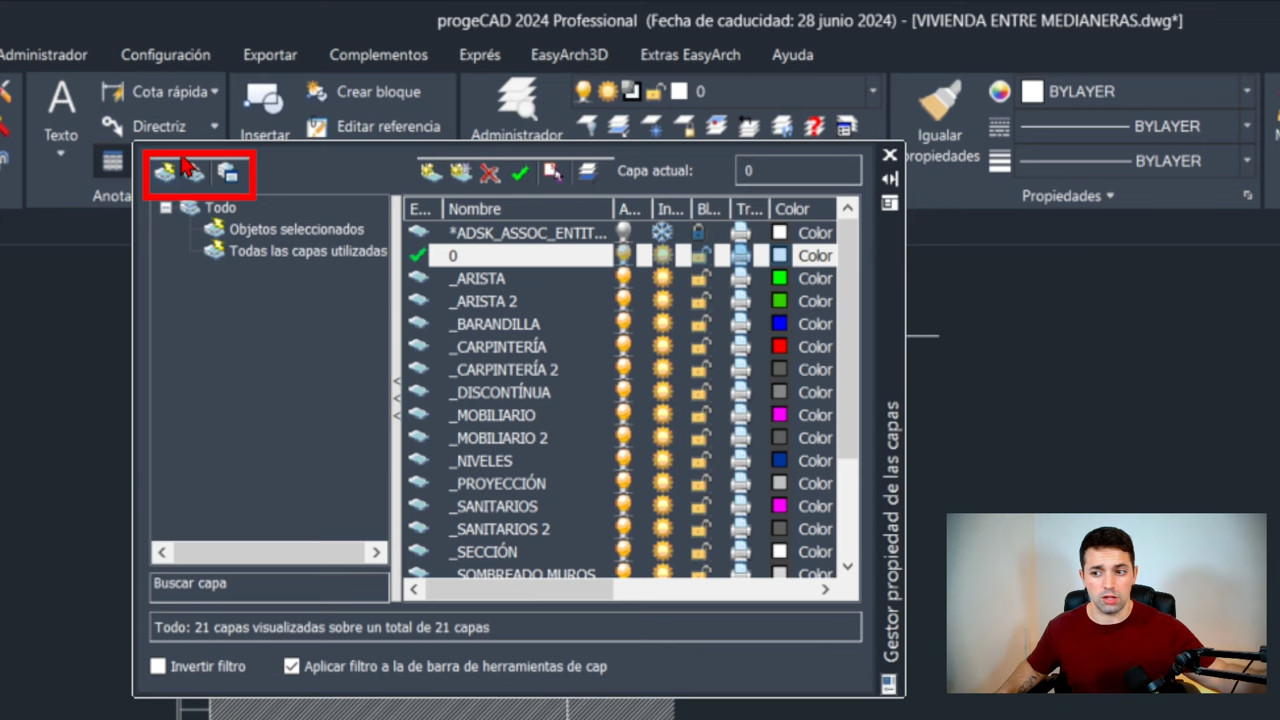 progeCAD 2024 Professional (Fecha de caducidad: 28 junio 2024) - [VIVIENDA ENTRE MEDIANERAS.dwg*]
Administrador Configuración Exportar Complementos Exprés EasyArch3D Extras EasyArch Ayuda
Cota rápida Crear bloque 0 BYLAYER
Texto Directriz Insertar Editar referencia Administrador Igualar propiedades BYLAYER
BYLAYER
Propiedades
Capa actual: 0
Todo
Objetos seleccionados
Todas las capas utilizadas
E... Nombre A... In... Bl... Tr... Color
*ADSK_ASSOC_ENTIT... Color
0 Color
_ARISTA Color
_ARISTA 2 Color
_BARANDILLA Color
_CARPINTERÍA Color
_CARPINTERÍA 2 Color
_DISCONTÍNUA Color
_MOBILIARIO Color
_MOBILIARIO 2 Color
_NIVELES Color
_PROYECCIÓN Color
_SANITARIOS Color
_SANITARIOS 2 Color
_SECCIÓN Color
_SOMBREADO MUROS Color
Buscar capa
Todo: 21 capas visualizadas sobre un total de 21 capas
Invertir filtro Aplicar filtro a la de barra de herramientas de cap
Gestor propiedad de las capas